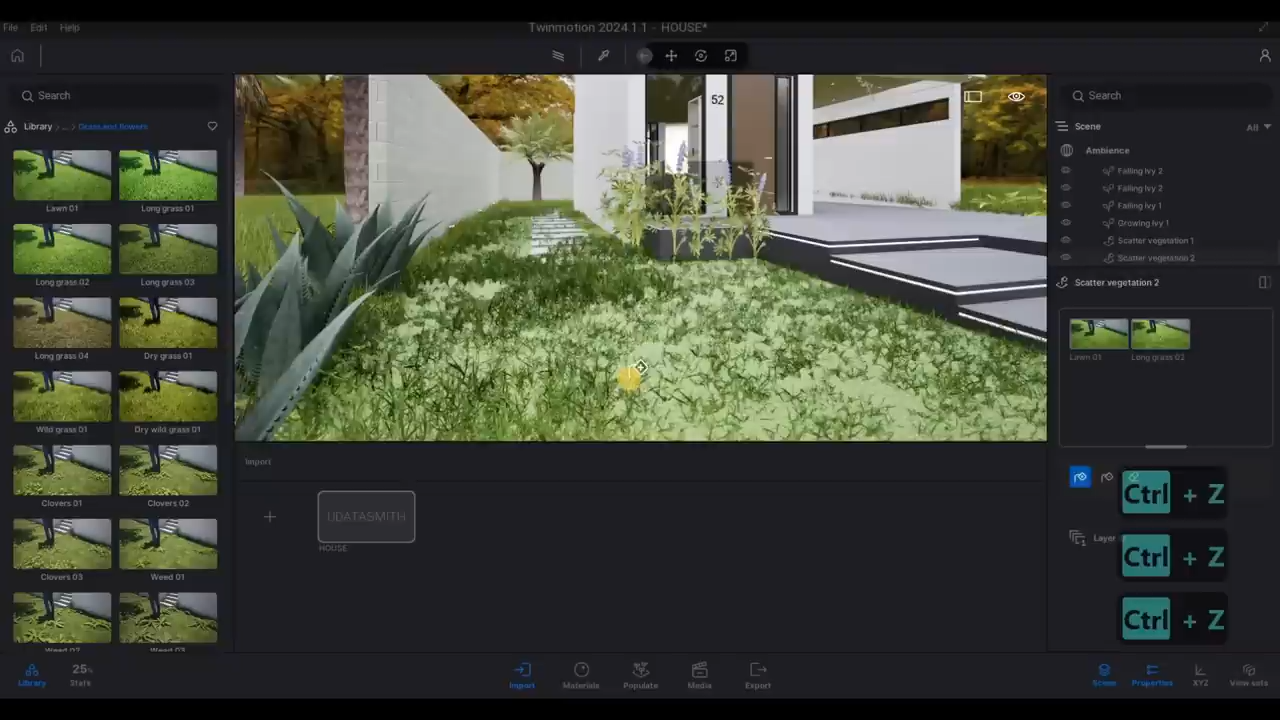 Twinmotion 2024.1.1 - HOUSE*
File Edit Help
Search
Library > ... > Grass and flowers
Lawn 01
Long grass 01
Long grass 02
Long grass 03
Long grass 04
Dry grass 01
Wild grass 01
Dry wild grass 01
Clovers 01
Clovers 02
Clovers 03
Weed 01
Weed 02
Weed 03
52
Search
Scene
All
Ambience
Falling Ivy 2
Falling Ivy 2
Falling Ivy 1
Growing Ivy 1
Scatter vegetation 1
Scatter vegetation 2
Scatter vegetation 2
Lawn 01
Long grass 02
Ctrl + Z
Layer
Ctrl + Z
Ctrl + Z
Import
UDATASMITH
HOUSE
Library
25%
Stats
Import
Materials
Populate
Media
Export
Scene
Properties
XYZ
View sets